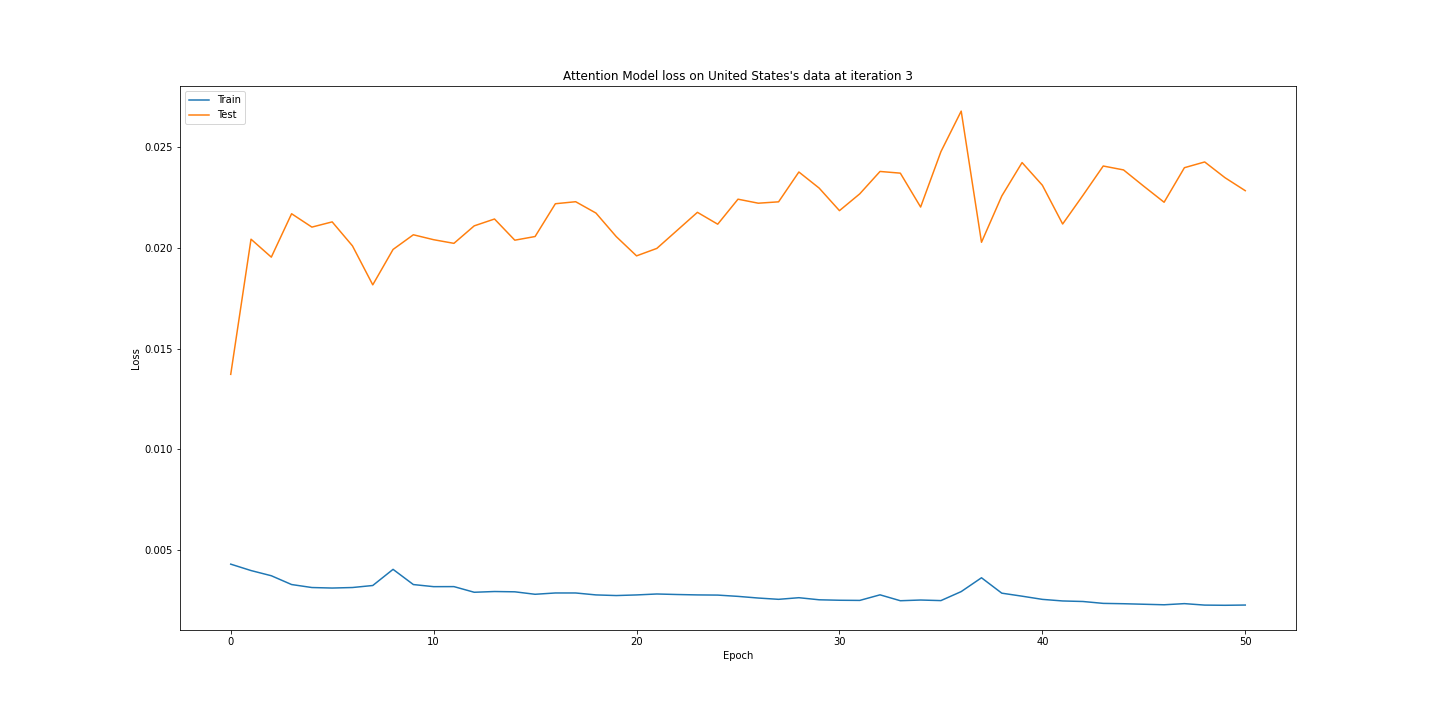 Attention Model loss on United States's data at iteration 3
Train
Test
0.025
0.020
0.015
0.010
0.005
Loss
0 10 20 30 40 50
Epoch